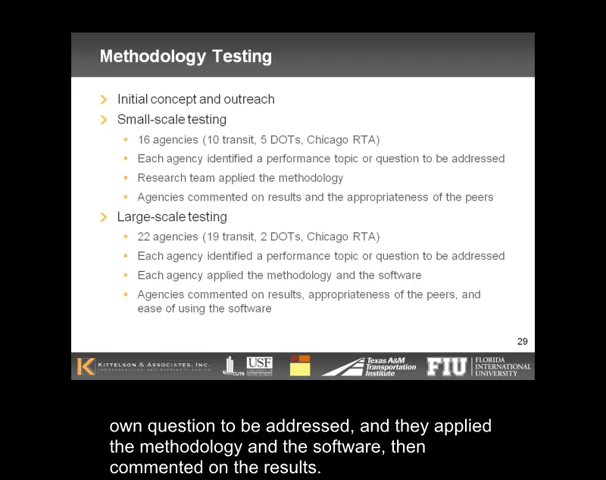 Methodology Testing
Initial concept and outreach
Small-scale testing
16 agencies (10 transit, 5 DOTs, Chicago RTA)
Each agency identified a performance topic or question to be addressed
Research team applied the methodology
Agencies commented on results and the appropriateness of the peers
Large-scale testing
22 agencies (19 transit, 2 DOTs, Chicago RTA)
Each agency identified a performance topic or question to be addressed
Each agency applied the methodology and the software
Agencies commented on results, appropriateness of the peers, and
ease of using the software
29
KITTELSON & ASSOCIATES, INC.
CUTR
USF
Texas A&M
Transportation
Institute
FIU
FLORIDA
INTERNATIONAL
UNIVERSITY
own question to be addressed, and they applied
the methodology and the software, then
commented on the results.